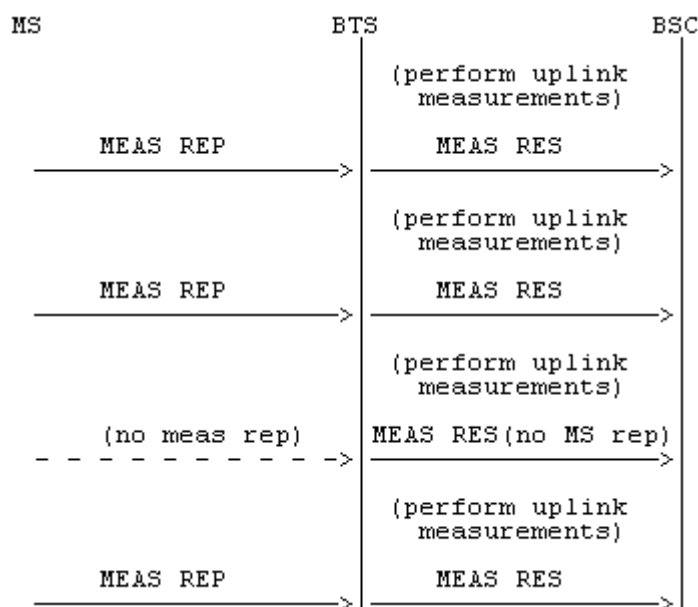 MS BTS BSC
(perform uplink
measurements)
MEAS REP MEAS RES
(perform uplink
measurements)
MEAS REP MEAS RES
(perform uplink
measurements)
(no meas rep) MEAS RES(no MS rep)
(perform uplink
measurements)
MEAS REP MEAS RES